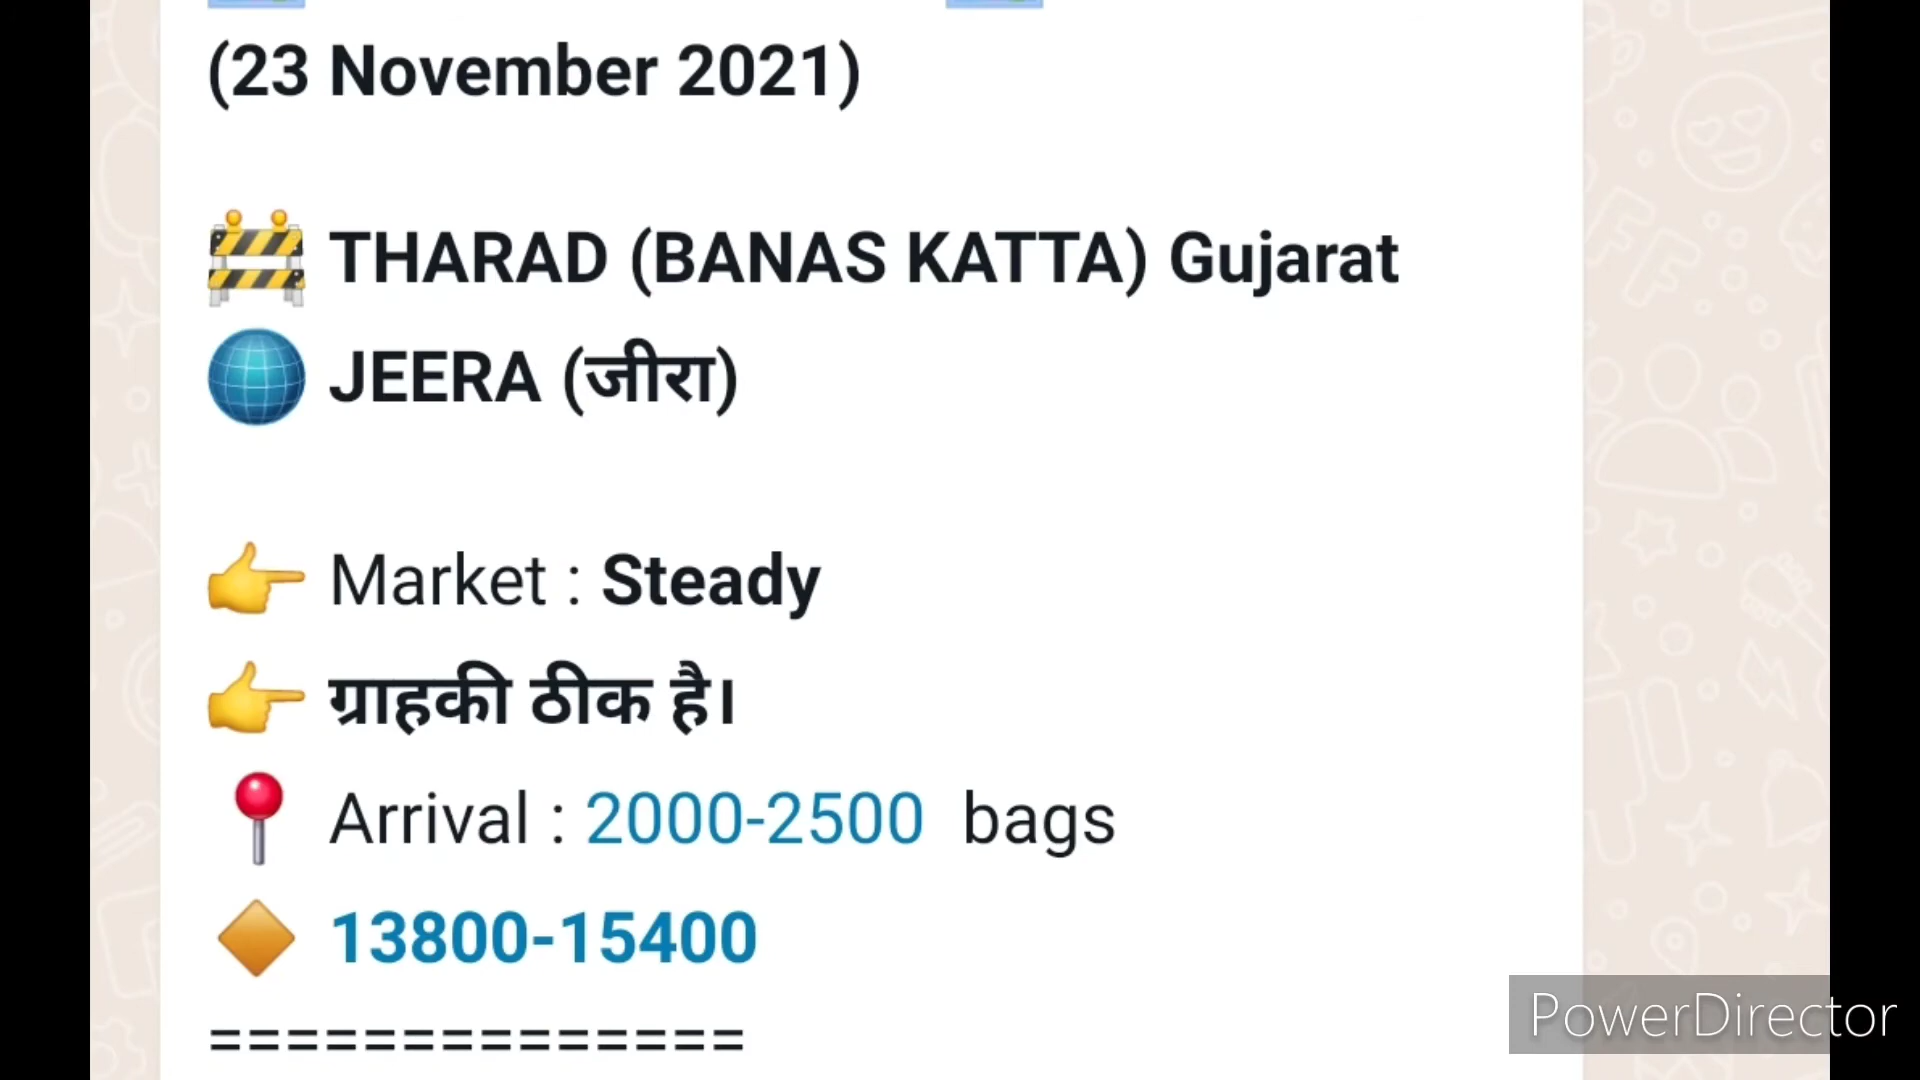 (23 November 2021)
🚧 THARAD (BANAS KATTA) Gujarat
🌐 JEERA (जीरा)
👉 Market : Steady
👉 ग्राहकी ठीक है।
📍 Arrival : 2000-2500 bags
🔶 13800-15400
==============
PowerDirector